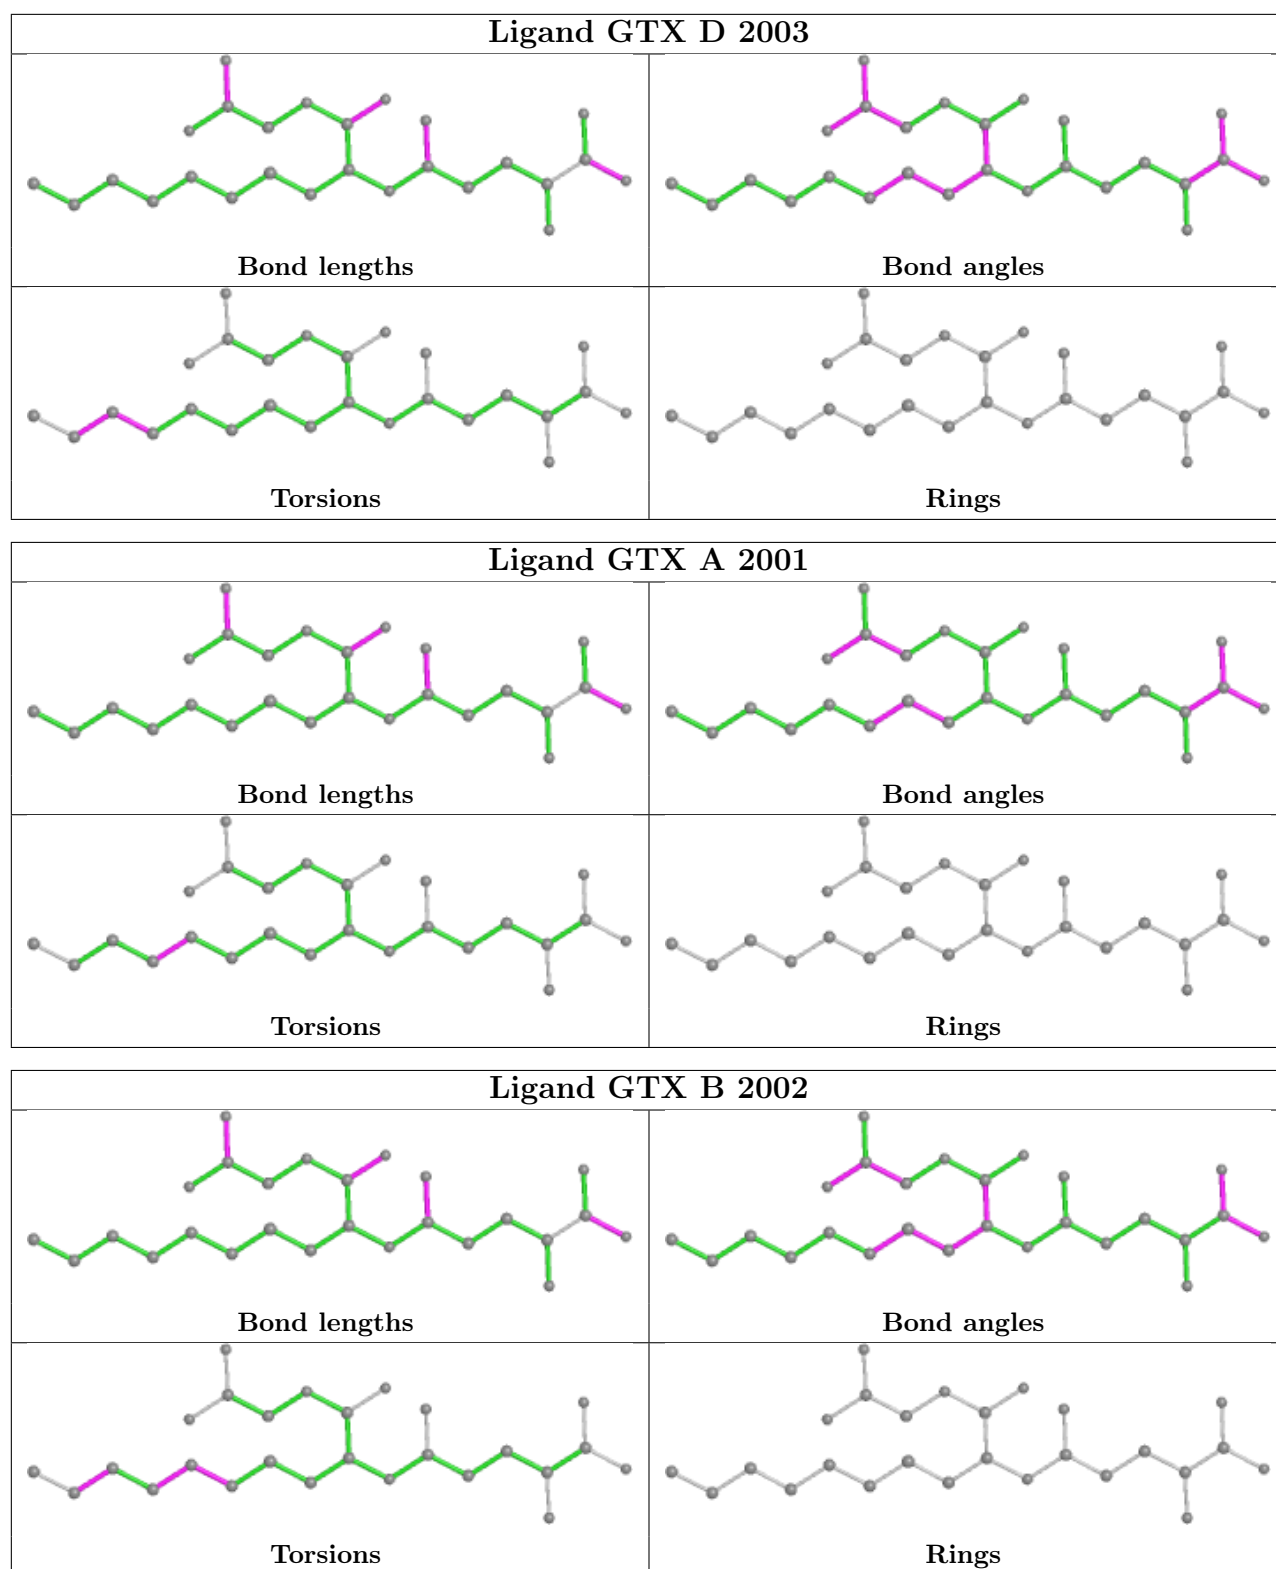 Ligand GTX D 2003
Bond lengths
Bond angles
Torsions
Rings
Ligand GTX A 2001
Bond lengths
Bond angles
Torsions
Rings
Ligand GTX B 2002
Bond lengths
Bond angles
Torsions
Rings